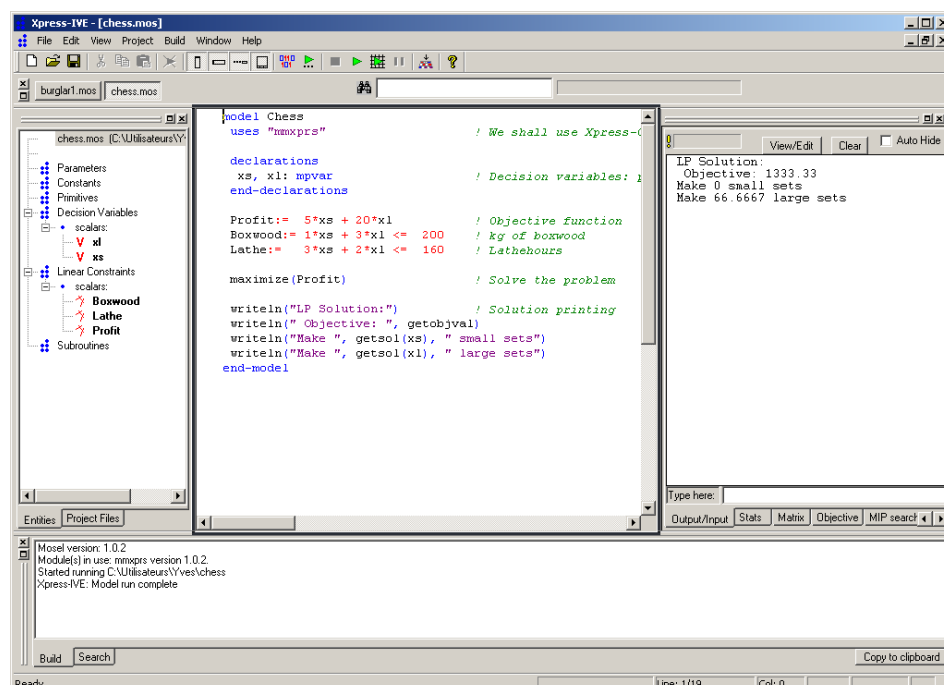 Xpress-IVE - [chess.mos]
File Edit View Project Build Window Help
burglar1.mos chess.mos
chess.mos (C:\Utilisateurs\Y
Parameters
Constants
Primitives
Decision Variables
scalars:
V xl
V xs
Linear Constraints
scalars:
Boxwood
Lathe
Profit
Subroutines
Entities Project Files
model Chess
uses "mmxprs" ! We shall use Xpress-
declarations
xs, xl: mpvar ! Decision variables:
end-declarations
Profit:= 5*xs + 20*xl ! Objective function
Boxwood:= 1*xs + 3*xl <= 200 ! kg of boxwood
Lathe:= 3*xs + 2*xl <= 160 ! Lathehours
maximize(Profit) ! Solve the problem
writeln("LP Solution:") ! Solution printing
writeln(" Objective: ", getobjval)
writeln("Make ", getsol(xs), " small sets")
writeln("Make ", getsol(xl), " large sets")
end-model
View/Edit Clear Auto Hide
LP Solution:
Objective: 1333.33
Make 0 small sets
Make 66.6667 large sets
Type here:
Output/Input Stats Matrix Objective MIP search
Mosel version: 1.0.2
Module(s) in use: mmxprs version 1.0.2.
Started running C:\Utilisateurs\Yves\chess
Xpress-IVE: Model run complete
Build Search
Copy to clipboard
Ready Line: 1/19 Col: 0